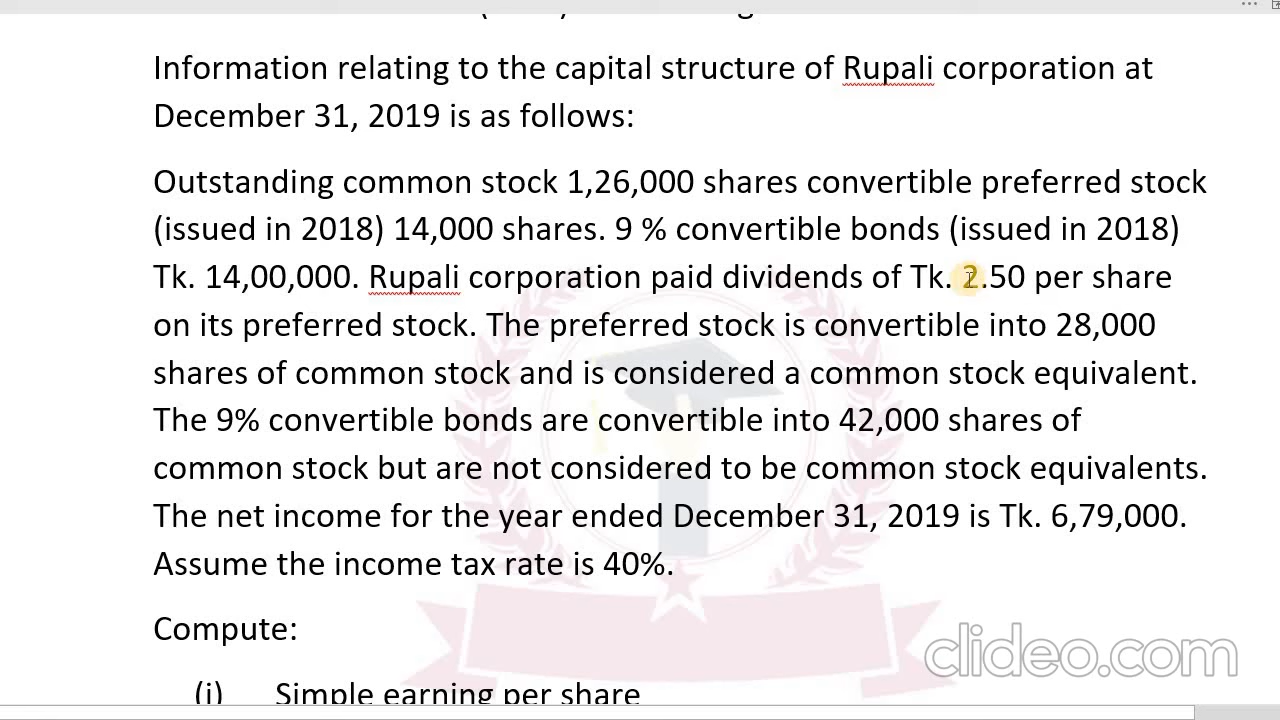 Information relating to the capital structure of Rupali corporation at
December 31, 2019 is as follows:
Outstanding common stock 1,26,000 shares convertible preferred stock
(issued in 2018) 14,000 shares. 9 % convertible bonds (issued in 2018)
Tk. 14,00,000. Rupali corporation paid dividends of Tk. 2.50 per share
on its preferred stock. The preferred stock is convertible into 28,000
shares of common stock and is considered a common stock equivalent.
The 9% convertible bonds are convertible into 42,000 shares of
common stock but are not considered to be common stock equivalents.
The net income for the year ended December 31, 2019 is Tk. 6,79,000.
Assume the income tax rate is 40%.
Compute:
(i) Simple earning per share
clideo.com